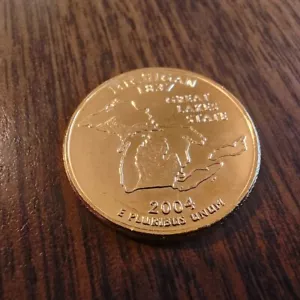 MICHIGAN
1837
GREAT
LAKES
STATE
2004
E PLURIBUS UNUM